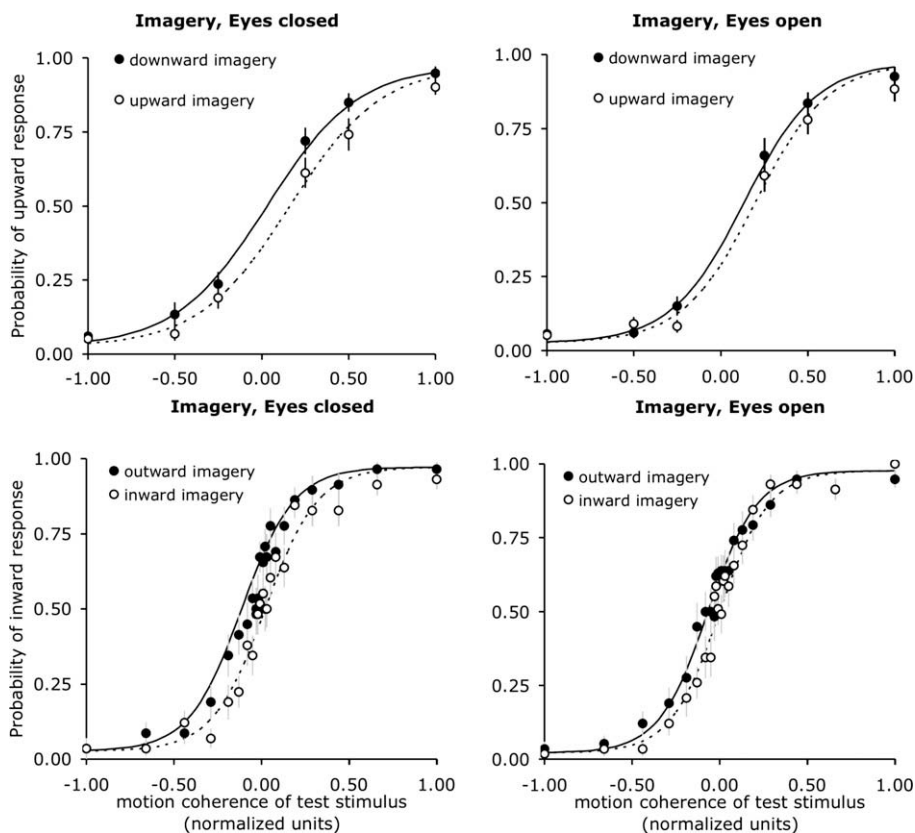 Imagery, Eyes closed
downward imagery
upward imagery
Probability of upward response
1.00
0.75
0.50
0.25
0.00
-1.00
-0.50
0.00
0.50
1.00
Imagery, Eyes open
downward imagery
upward imagery
1.00
0.75
0.50
0.25
0.00
-1.00
-0.50
0.00
0.50
1.00
Imagery, Eyes closed
outward imagery
inward imagery
Probability of inward response
1.00
0.75
0.50
0.25
0.00
-1.00
-0.50
0.00
0.50
1.00
motion coherence of test stimulus
(normalized units)
Imagery, Eyes open
outward imagery
inward imagery
1.00
0.75
0.50
0.25
0.00
-1.00
-0.50
0.00
0.50
1.00
motion coherence of test stimulus
(normalized units)